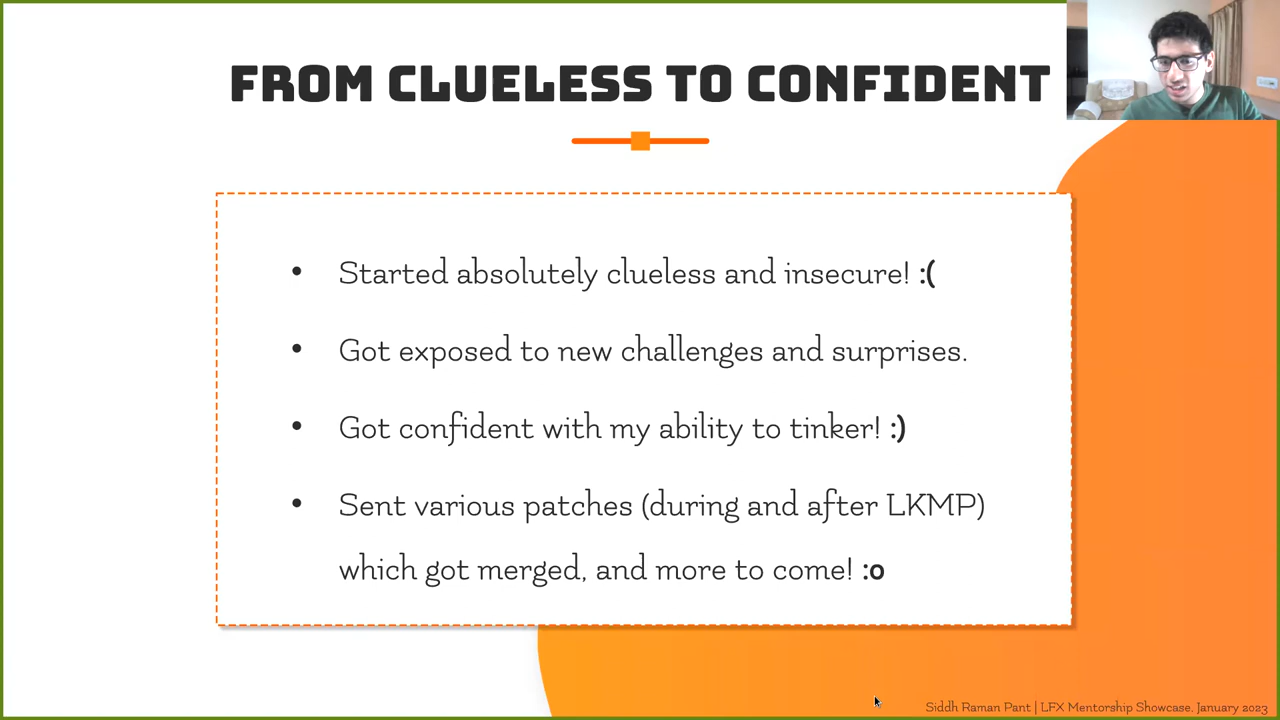 FROM CLUELESS TO CONFIDENT
• Started absolutely clueless and insecure! :(
• Got exposed to new challenges and surprises.
• Got confident with my ability to tinker! :)
• Sent various patches (during and after LKMP)
which got merged, and more to come! :o
Siddh Raman Pant | LFX Mentorship Showcase, January 2023